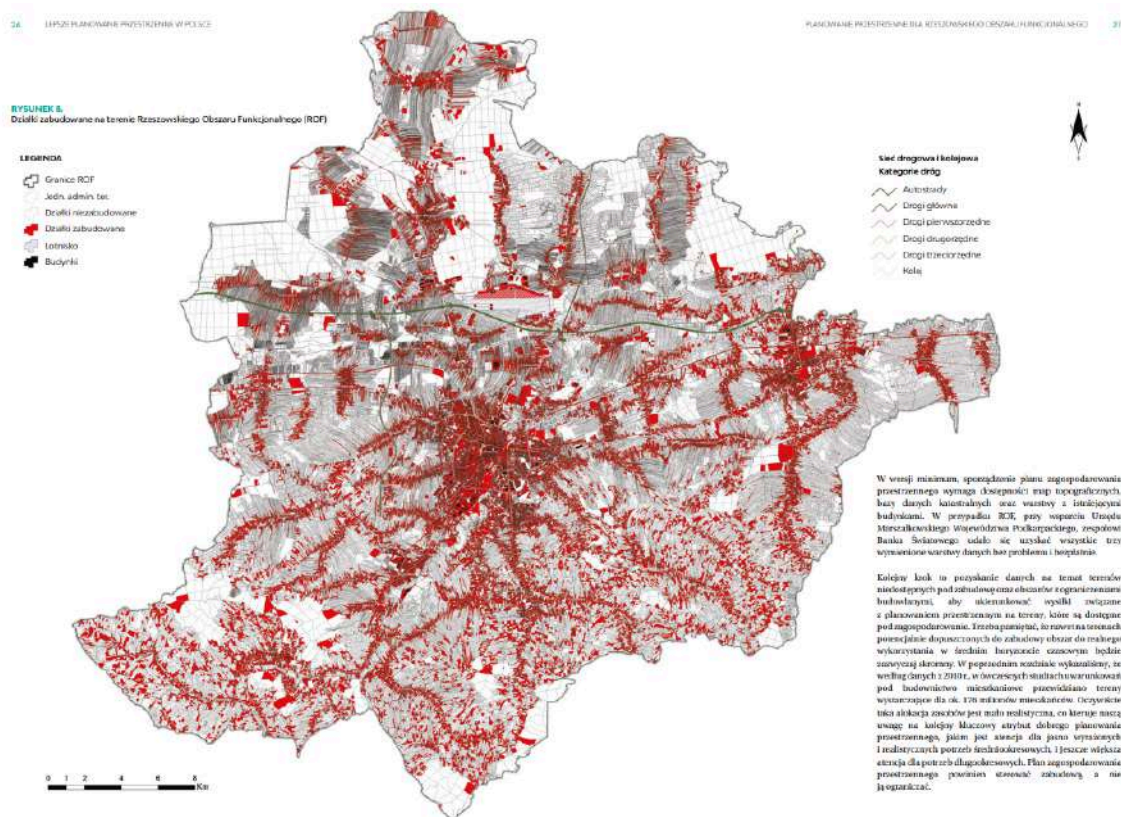 26 LEPSZE PLANOWANIE PRZESTRZENNE W POLSCE
PLANOWANIE PRZESTRZENNE DLA RZESZOWSKIEGO OBSZARU FUNKCJONALNEGO 27
RYSUNEK 8.
Działki zabudowane na terenie Rzeszowskiego Obszaru Funkcjonalnego (ROF)
LEGENDA
Granice ROF
Jedn. admin. ter.
Działki niezabudowane
Działki zabudowane
Lotnisko
Budynki
N
Sieć drogowa i kolejowa
Kategorie dróg
Autostrady
Drogi główne
Drogi pierwszorzędne
Drogi drugorzędne
Drogi trzeciorzędne
Kolej
W wersji minimum, sporządzenie planu zagospodarowania
przestrzennego wymaga dostępności map topograficznych,
bazy danych katastralnych oraz warstwy z istniejącymi
budynkami. W przypadku ROF, przy wsparciu Urzędu
Marszałkowskiego Województwa Podkarpackiego, zespołowi
Banku Światowego udało się uzyskać wszystkie trzy
wymienione warstwy danych bez problemu i bezpłatnie.
Kolejny krok to pozyskanie danych na temat terenów
niedostępnych pod zabudowę oraz obszarów z ograniczeniami
budowlanymi, aby ukierunkować wysiłki związane
z planowaniem przestrzennym na tereny, które są dostępne
pod zagospodarowanie. Trzeba pamiętać, że nawet na terenach
potencjalnie dopuszczonych do zabudowy obszar do realnego
wykorzystania w średnim horyzoncie czasowym będzie
zazwyczaj skromny. W poprzednim rozdziale wykazaliśmy, że
według danych z 2010 r., w ówczesnych studiach uwarunkowań
pod budownictwo mieszkaniowe przewidziano tereny
wystarczające dla ok. 176 milionów mieszkańców. Oczywiście
taka alokacja zasobów jest mało realistyczna, co kieruje naszą
uwagę na kolejny kluczowy atrybut dobrego planowania
przestrzennego, jakim jest atencja dla jasno wyrażonych
i realistycznych potrzeb średniookresowych, i jeszcze większa
atencja dla potrzeb długookresowych. Plan zagospodarowania
przestrzennego powinien sterować zabudową, a nie
ją ograniczać.
0 1 2 4 6 8
Km